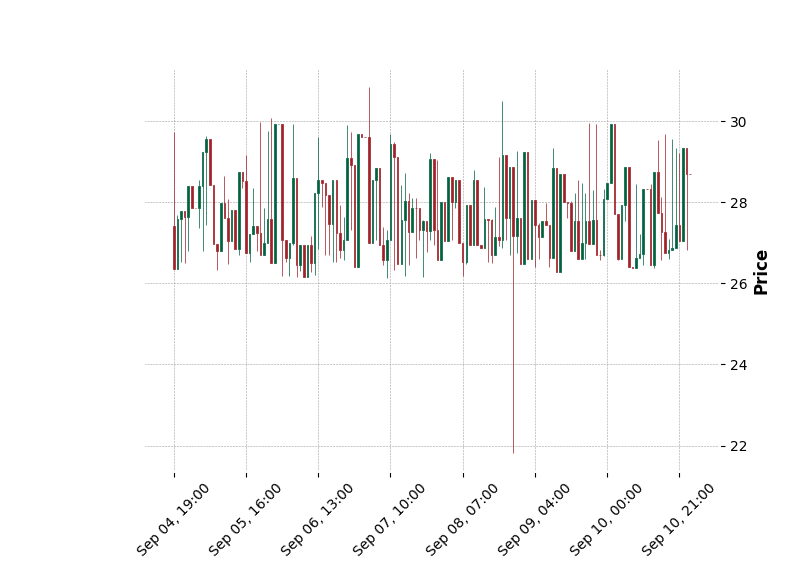 30
28
26
24
22
Price
Sep 04, 19:00
Sep 05, 16:00
Sep 06, 13:00
Sep 07, 10:00
Sep 08, 07:00
Sep 09, 04:00
Sep 10, 00:00
Sep 10, 21:00